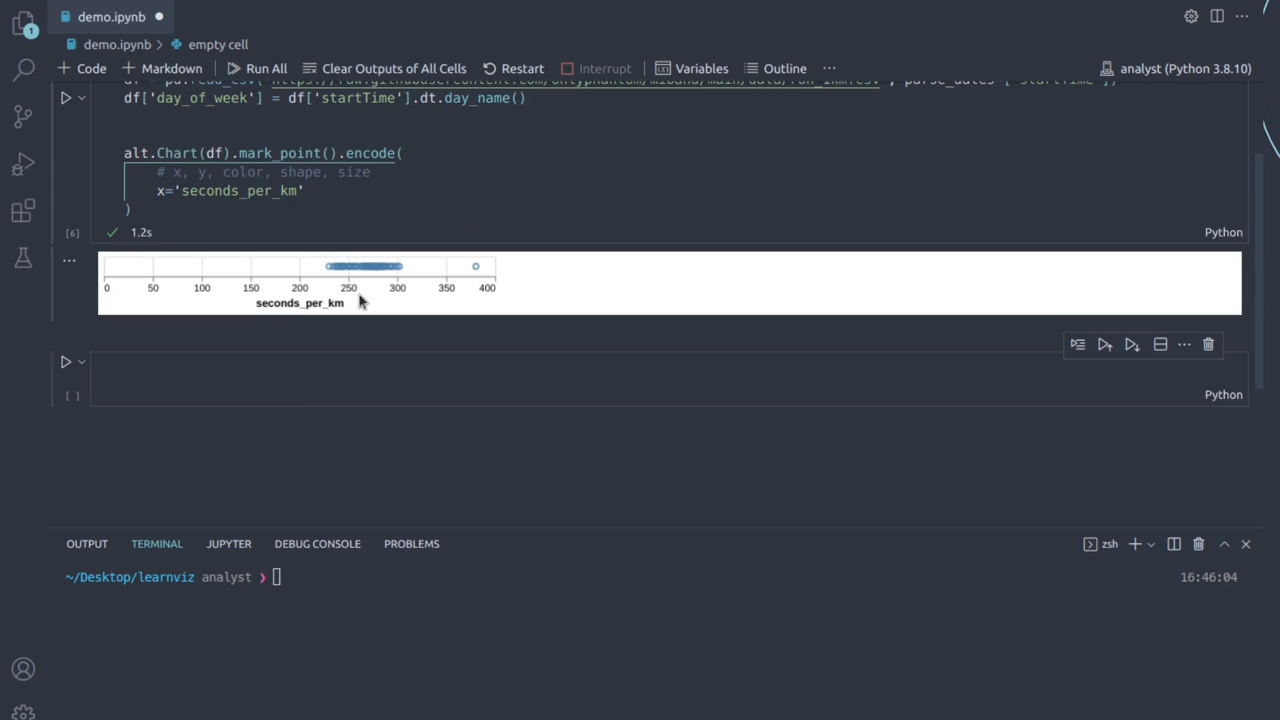 1
demo.ipynb
demo.ipynb > empty cell
+ Code + Markdown Run All Clear Outputs of All Cells Restart Interrupt Variables Outline ... analyst (Python 3.8.10)
df['day_of_week'] = df['startTime'].dt.day_name()
alt.Chart(df).mark_point().encode(
# x, y, color, shape, size
x='seconds_per_km'
)
[6] 1.2s Python
0 50 100 150 200 250 300 350 400
seconds_per_km
[ ] Python
OUTPUT TERMINAL JUPYTER DEBUG CONSOLE PROBLEMS zsh
~/Desktop/learnviz analyst ❯ 16:46:04